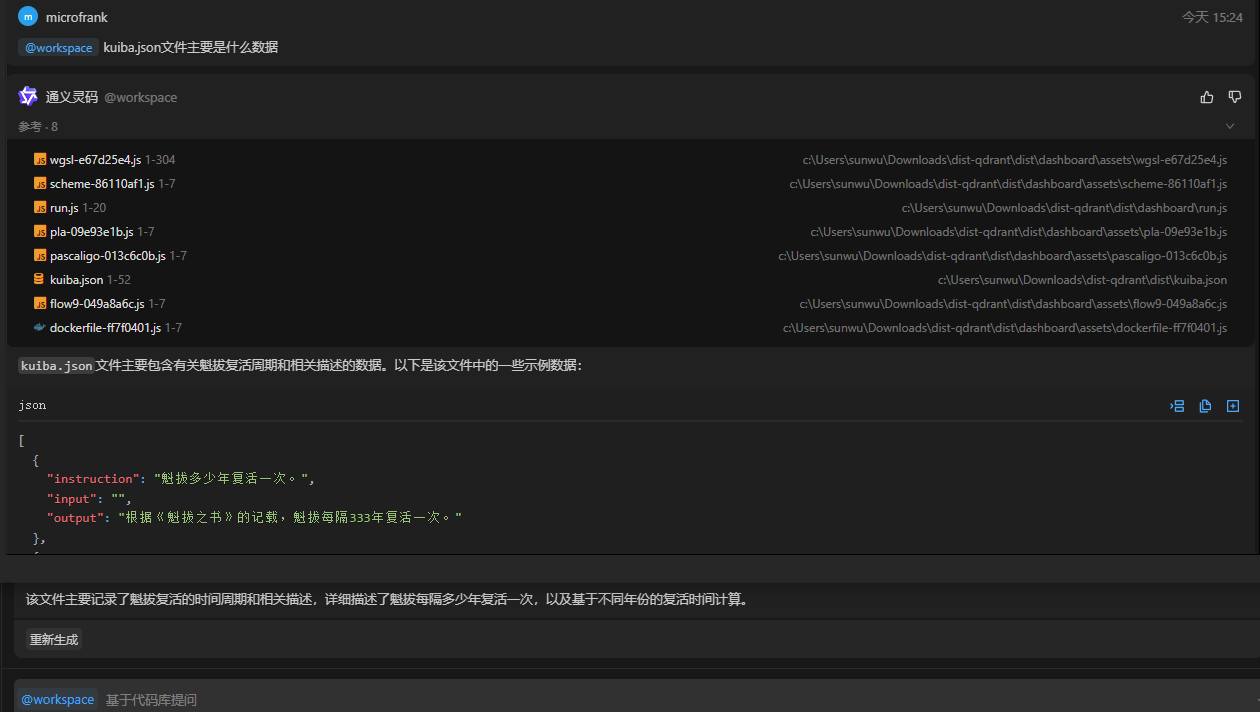 m microfrank 今天 15:24
@workspace kuiba.json文件主要是什么数据
通义灵码 @workspace
参考 · 8
JS wgsl-e67d25e4.js 1-304 c:\Users\sunwu\Downloads\dist-qdrant\dist\dashboard\assets\wgsl-e67d25e4.js
JS scheme-86110af1.js 1-7 c:\Users\sunwu\Downloads\dist-qdrant\dist\dashboard\assets\scheme-86110af1.js
JS run.js 1-20 c:\Users\sunwu\Downloads\dist-qdrant\dist\dashboard\run.js
JS pla-09e93e1b.js 1-7 c:\Users\sunwu\Downloads\dist-qdrant\dist\dashboard\assets\pla-09e93e1b.js
JS pascaligo-013c6c0b.js 1-7 c:\Users\sunwu\Downloads\dist-qdrant\dist\dashboard\assets\pascaligo-013c6c0b.js
kuiba.json 1-52 c:\Users\sunwu\Downloads\dist-qdrant\dist\kuiba.json
JS flow9-049a8a6c.js 1-7 c:\Users\sunwu\Downloads\dist-qdrant\dist\dashboard\assets\flow9-049a8a6c.js
dockerfile-ff7f0401.js 1-7 c:\Users\sunwu\Downloads\dist-qdrant\dist\dashboard\assets\dockerfile-ff7f0401.js
kuiba.json文件主要包含有关魁拔复活周期和相关描述的数据。以下是该文件中的一些示例数据：
json
[
{
"instruction": "魁拔多少年复活一次。",
"input": "",
"output": "根据《魁拔之书》的记载，魁拔每隔333年复活一次。"
},
该文件主要记录了魁拔复活的时间周期和相关描述，详细描述了魁拔每隔多少年复活一次，以及基于不同年份的复活时间计算。
重新生成
@workspace 基于代码库提问